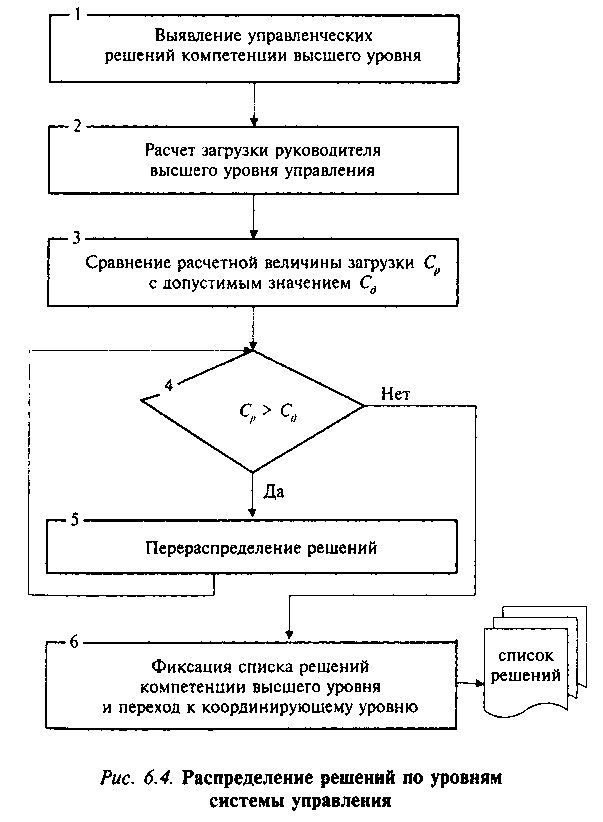 1
Выявление управленческих
решений компетенции высшего уровня
2
Расчет загрузки руководителя
высшего уровня управления
3
Сравнение расчетной величины загрузки Cр
с допустимым значением Cд
4
Cр > Cд
Нет
Да
5
Перераспределение решений
6
Фиксация списка решений
компетенции высшего уровня
и переход к координирующему уровню
список
решений
Рис. 6.4. Распределение решений по уровням
системы управления